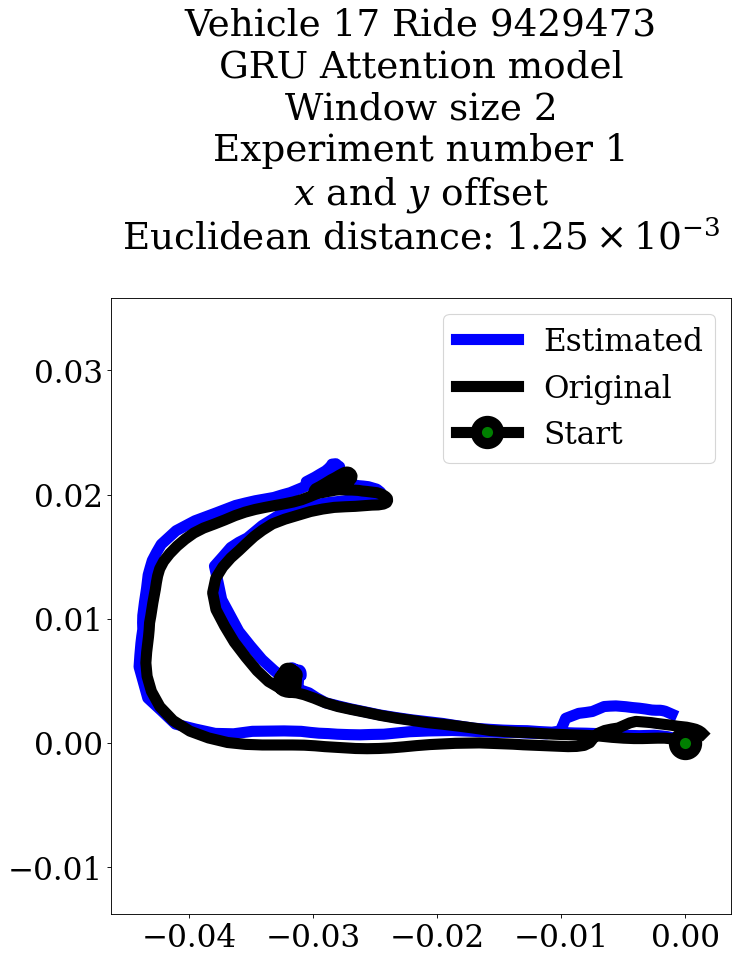 Vehicle 17 Ride 9429473
GRU Attention model
Window size 2
Experiment number 1
x and y offset
Euclidean distance: 1.25 × 10⁻³
Estimated
Original
Start
0.03
0.02
0.01
0.00
−0.01
−0.04 −0.03 −0.02 −0.01 0.00